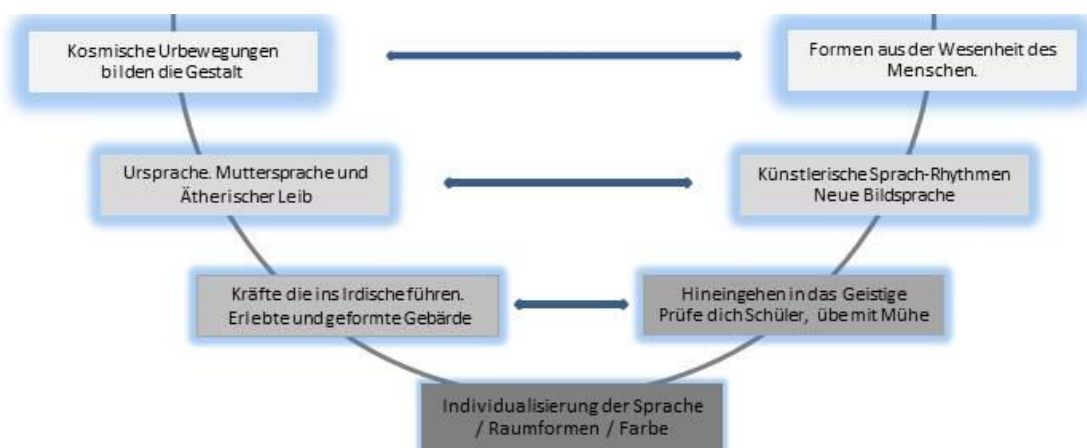 Kosmische Urbewegungen
bilden die Gestalt
Formen aus der Wesenheit des
Menschen.
Ursprache. Muttersprache und
Ätherischer Leib
Künstlerische Sprach-Rhythmen
Neue Bildsprache
Kräfte die ins Irdische führen.
Erlebte und geformte Gebärde
Hineingehen in das Geistige
Prüfe dich Schüler, übe mit Mühe
Individualisierung der Sprache
/ Raumformen / Farbe